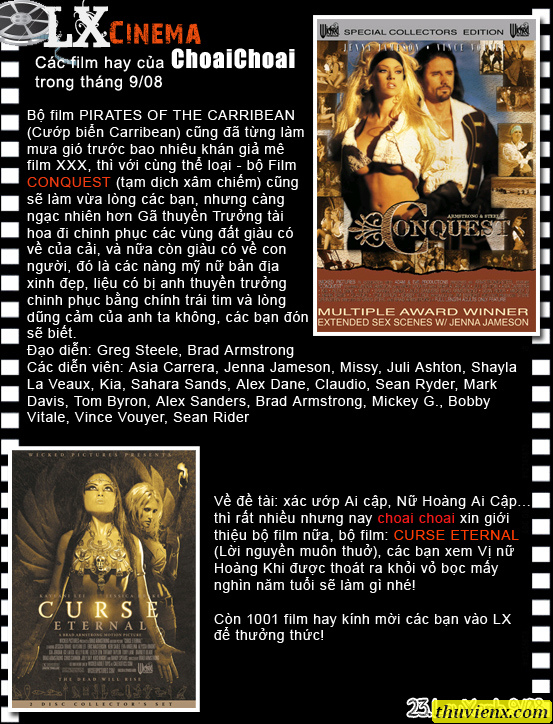 LX CINEMA
Các film hay của ChoaiChoai
trong tháng 9/08
Bộ film PIRATES OF THE CARRIBEAN
(Cướp biển Carribean) cũng đã từng làm
mưa gió trước bao nhiêu khán giả mê
film XXX, thì với cùng thể loại - bộ Film
CONQUEST (tạm dịch xâm chiếm) cũng
sẽ làm vừa lòng các bạn, nhưng càng
ngạc nhiên hơn Gã thuyền Trưởng tài
hoa đi chinh phục các vùng đất giàu có
về của cải, và nữa còn giàu có về con
người, đó là các nàng mỹ nữ bản địa
xinh đẹp, liệu có bị anh thuyền trưởng
chinh phục bằng chính trái tim và lòng
dũng cảm của anh ta không, các bạn đón
sẽ biết.
Đạo diễn: Greg Steele, Brad Armstrong
Các diễn viên: Asia Carrera, Jenna Jameson, Missy, Juli Ashton, Shayla
La Veaux, Kia, Sahara Sands, Alex Dane, Claudio, Sean Ryder, Mark
Davis, Tom Byron, Alex Sanders, Brad Armstrong, Mickey G., Bobby
Vitale, Vince Vouyer, Sean Rider
SPECIAL COLLECTORS EDITION
JENNA JAMESON • VINCE
ARMSTRONG & STEELE'S
CONQUEST
MULTIPLE AWARD WINNER
EXTENDED SEX SCENES W/ JENNA JAMESON
WICKED PICTURES PRESENTS
CURSE
ETERNAL
A BRAD ARMSTRONG MOTION PICTURE
THE DEAD WILL RISE
2 DISC COLLECTOR'S SET
Về đề tài: xác ướp Ai cập, Nữ Hoàng Ai Cập...
thì rất nhiều nhưng nay choai choai xin giới
thiệu bộ film nữa, bộ film: CURSE ETERNAL
(Lời nguyền muôn thuở), các bạn xem Vị nữ
Hoàng Khi được thoát ra khỏi vỏ bọc mấy
nghìn năm tuổi sẽ làm gì nhé!
Còn 1001 film hay kính mời các bạn vào LX
để thưởng thức!
thuvienx.com